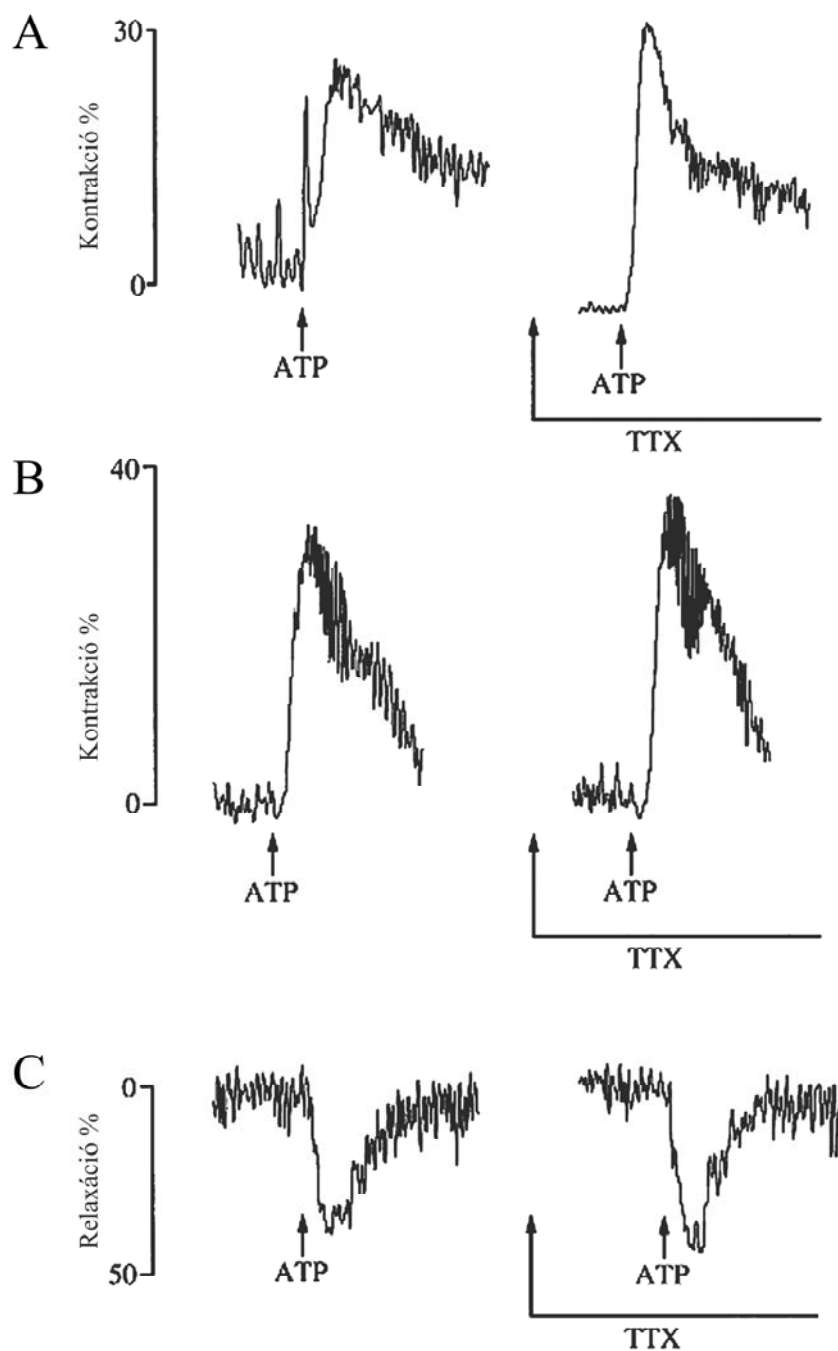 A
30
Kontrakció %
0
ATP
ATP
TTX
B
40
Kontrakció %
0
ATP
ATP
TTX
C
0
Relaxáció %
50
ATP
ATP
TTX